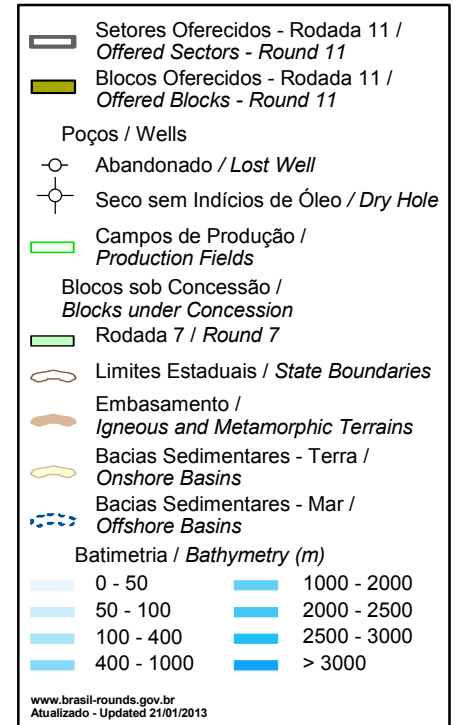 Setores Oferecidos - Rodada 11 /
Offered Sectors - Round 11
Blocos Oferecidos - Rodada 11 /
Offered Blocks - Round 11
Poços / Wells
Abandonado / Lost Well
Seco sem Indícios de Óleo / Dry Hole
Campos de Produção /
Production Fields
Blocos sob Concessão /
Blocks under Concession
Rodada 7 / Round 7
Limites Estaduais / State Boundaries
Embasamento /
Igneous and Metamorphic Terrains
Bacias Sedimentares - Terra /
Onshore Basins
Bacias Sedimentares - Mar /
Offshore Basins
Batimetria / Bathymetry (m)
0 - 50
50 - 100
100 - 400
400 - 1000
1000 - 2000
2000 - 2500
2500 - 3000
> 3000
www.brasil-rounds.gov.br
Atualizado - Updated 21/01/2013